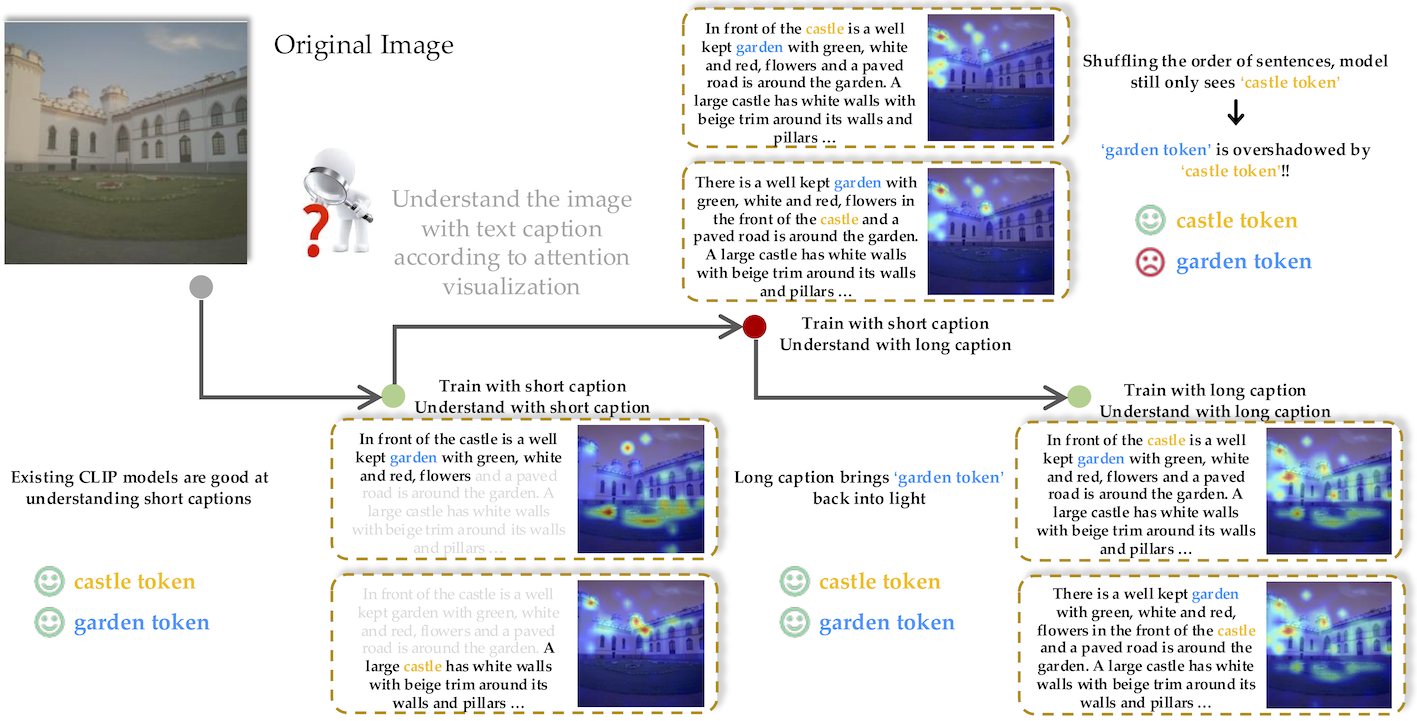 Original Image
Understand the image
with text caption
according to attention
visualization
In front of the castle is a well
kept garden with green, white
and red, flowers and a paved
road is around the garden. A
large castle has white walls with
beige trim around its walls and
pillars ...
There is a well kept garden with
green, white and red, flowers in
the front of the castle and a
paved road is around the garden.
A large castle has white walls
with beige trim around its walls
and pillars ...
Shuffling the order of sentences, model
still only sees ‘castle token’
‘garden token’ is overshadowed by
‘castle token’!!
castle token
garden token
Train with short caption
Understand with long caption
Train with short caption
Understand with short caption
Existing CLIP models are good at
understanding short captions
castle token
garden token
In front of the castle is a well
kept garden with green, white
and red, flowers and a paved
road is around the garden. A
large castle has white walls
with beige trim around its walls
and pillars ...
In front of the castle is a well
kept garden with green, white
and red, flowers and a paved
road is around the garden. A
large castle has white walls
with beige trim around its
walls and pillars ...
Long caption brings ‘garden token’
back into light
castle token
garden token
Train with long caption
Understand with long caption
In front of the castle is a well
kept garden with green, white
and red, flowers and a paved
road is around the garden. A
large castle has white walls
with beige trim around its walls
and pillars ...
There is a well kept garden
with green, white and red,
flowers in the front of the castle
and a paved road is around the
garden. A large castle has white
walls with beige trim around its
walls and pillars ...